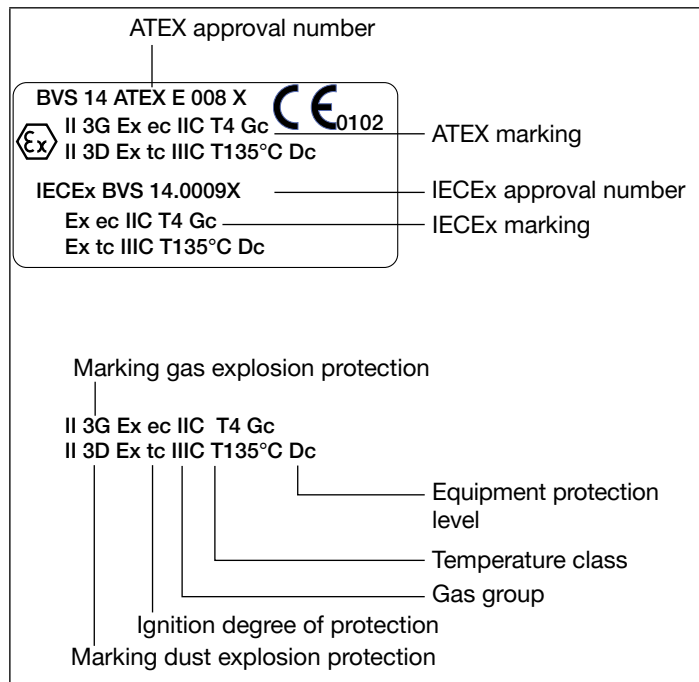 ATEX approval number
BVS 14 ATEX E 008 X
CE 0102
Ex
II 3G Ex ec IIC T4 Gc
II 3D Ex tc IIIC T135°C Dc
ATEX marking
IECEx BVS 14.0009X
IECEx approval number
Ex ec IIC T4 Gc
IECEx marking
Ex tc IIIC T135°C Dc
Marking gas explosion protection
II 3G Ex ec IIC T4 Gc
II 3D Ex tc IIIC T135°C Dc
Equipment protection
level
Temperature class
Gas group
Ignition degree of protection
Marking dust explosion protection